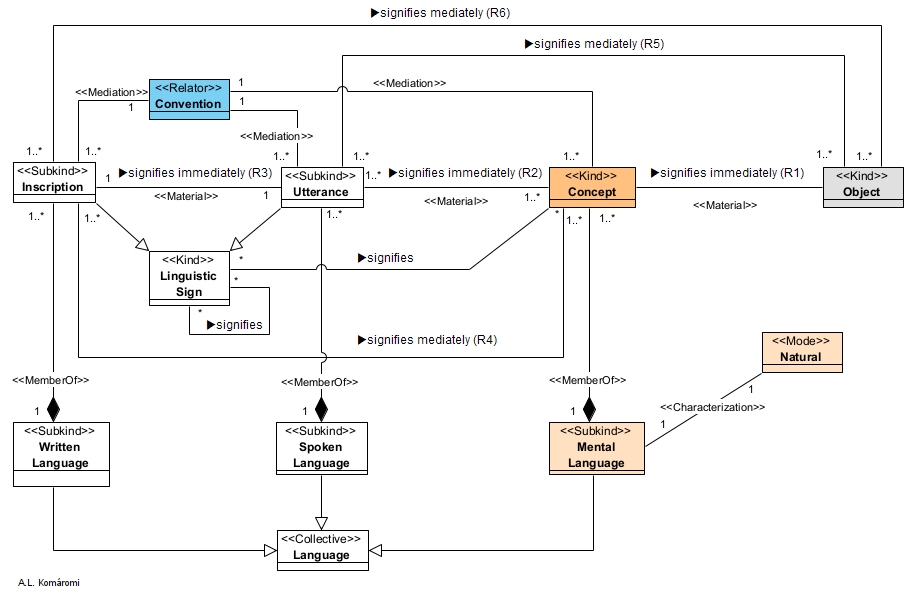 ▶signifies mediately (R6)
▶signifies mediately (R5)
<<Mediation>>
1
<<Relator>>
Convention
1
1
<<Mediation>>
<<Mediation>>
1..*
1..*
1..*
1..*
1..*
1..*
1..*
<<Subkind>>
Inscription
1
▶signifies immediately (R3)
<<Material>>
1
<<Subkind>>
Utterance
1..*
▶signifies immediately (R2)
<<Material>>
1..*
<<Kind>>
Concept
▶signifies immediately (R1)
<<Material>>
<<Kind>>
Object
1..*
1..*
1..*
*
1..*
1..*
<<Kind>>
Linguistic
Sign
*
▶signifies
*
*
▶signifies
▶signifies mediately (R4)
<<Mode>>
Natural
1
<<Characterization>>
1
<<MemberOf>>
1
<<MemberOf>>
1
<<MemberOf>>
1
<<Subkind>>
Written
Language
<<Subkind>>
Spoken
Language
<<Subkind>>
Mental
Language
<<Collective>>
Language
A.L. Komáromi